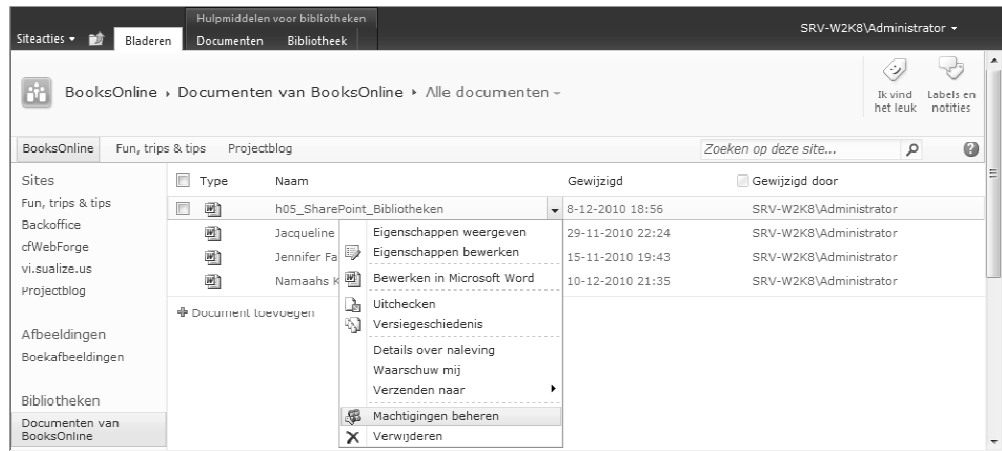 Hulpmiddelen voor bibliotheken
SRV-W2K8\Administrator
Siteacties
Bladeren
Documenten
Bibliotheek
BooksOnline › Documenten van BooksOnline › Alle documenten
Ik vind het leuk
Labels en notities
BooksOnline Fun, trips & tips Projectblog
Zoeken op deze site...
Sites
Fun, trips & tips
Backoffice
cfWebForge
vi.sualize.us
Projectblog
Afbeeldingen
Boekafbeeldingen
Bibliotheken
Documenten van
BooksOnline
Type Naam Gewijzigd Gewijzigd door
h05_SharePoint_Bibliotheken 8-12-2010 18:56 SRV-W2K8\Administrator
Jacqueline 29-11-2010 22:24 SRV-W2K8\Administrator
Jennifer Fa 15-11-2010 19:43 SRV-W2K8\Administrator
Namaahs K 10-12-2010 21:35 SRV-W2K8\Administrator
Document toevoegen
Eigenschappen weergeven
Eigenschappen bewerken
Bewerken in Microsoft Word
Uitchecken
Versiegeschiedenis
Details over naleving
Waarschuw mij
Verzenden naar
Machtigingen beheren
Verwijderen